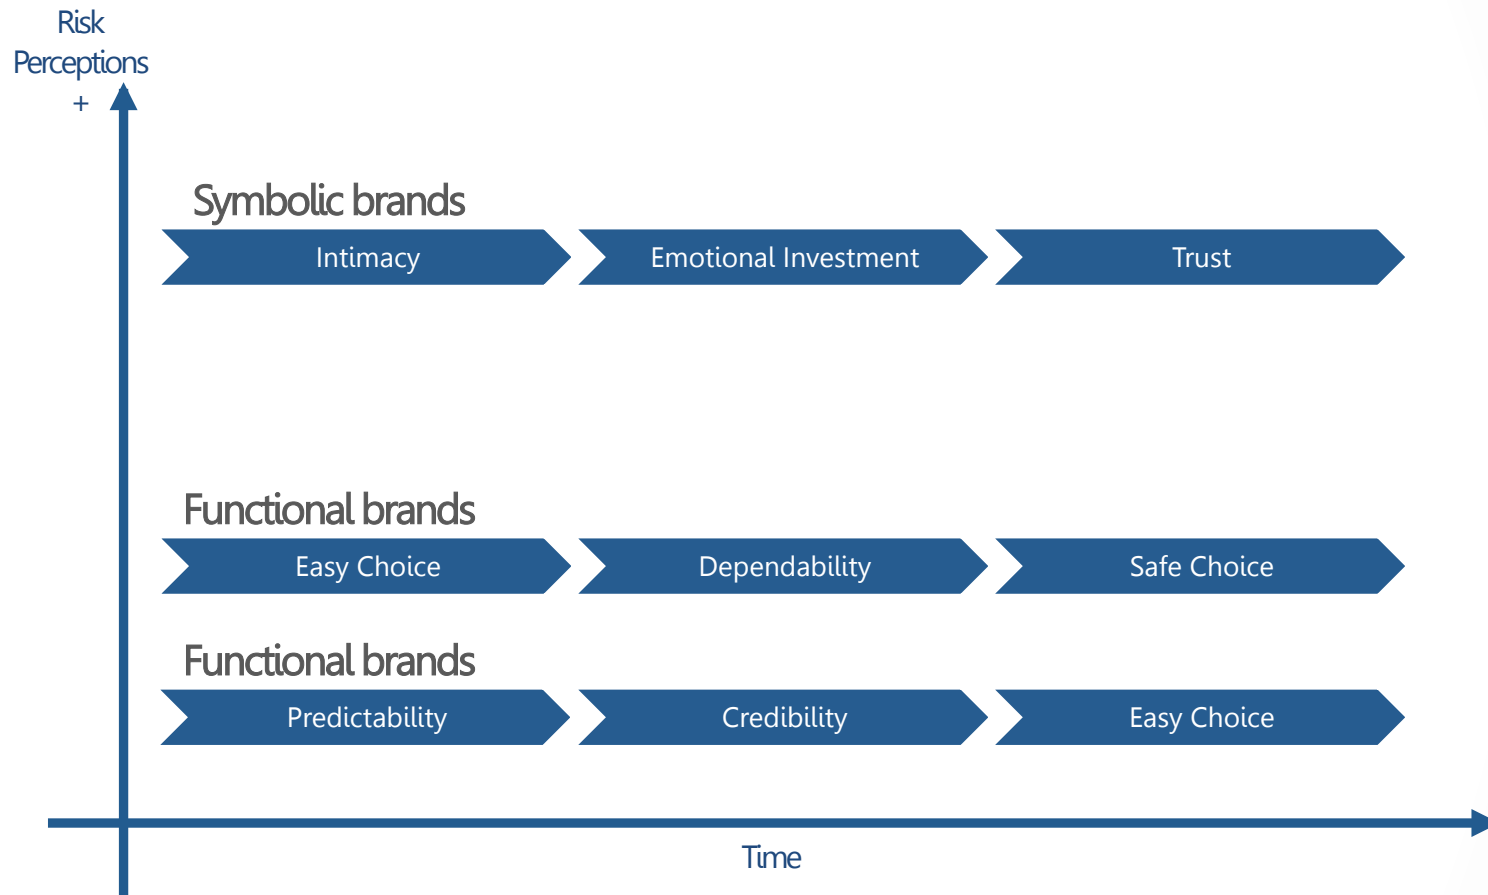 Risk
Perceptions
+
Symbolic brands
Intimacy
Emotional Investment
Trust
Functional brands
Easy Choice
Dependability
Safe Choice
Functional brands
Predictability
Credibility
Easy Choice
Time